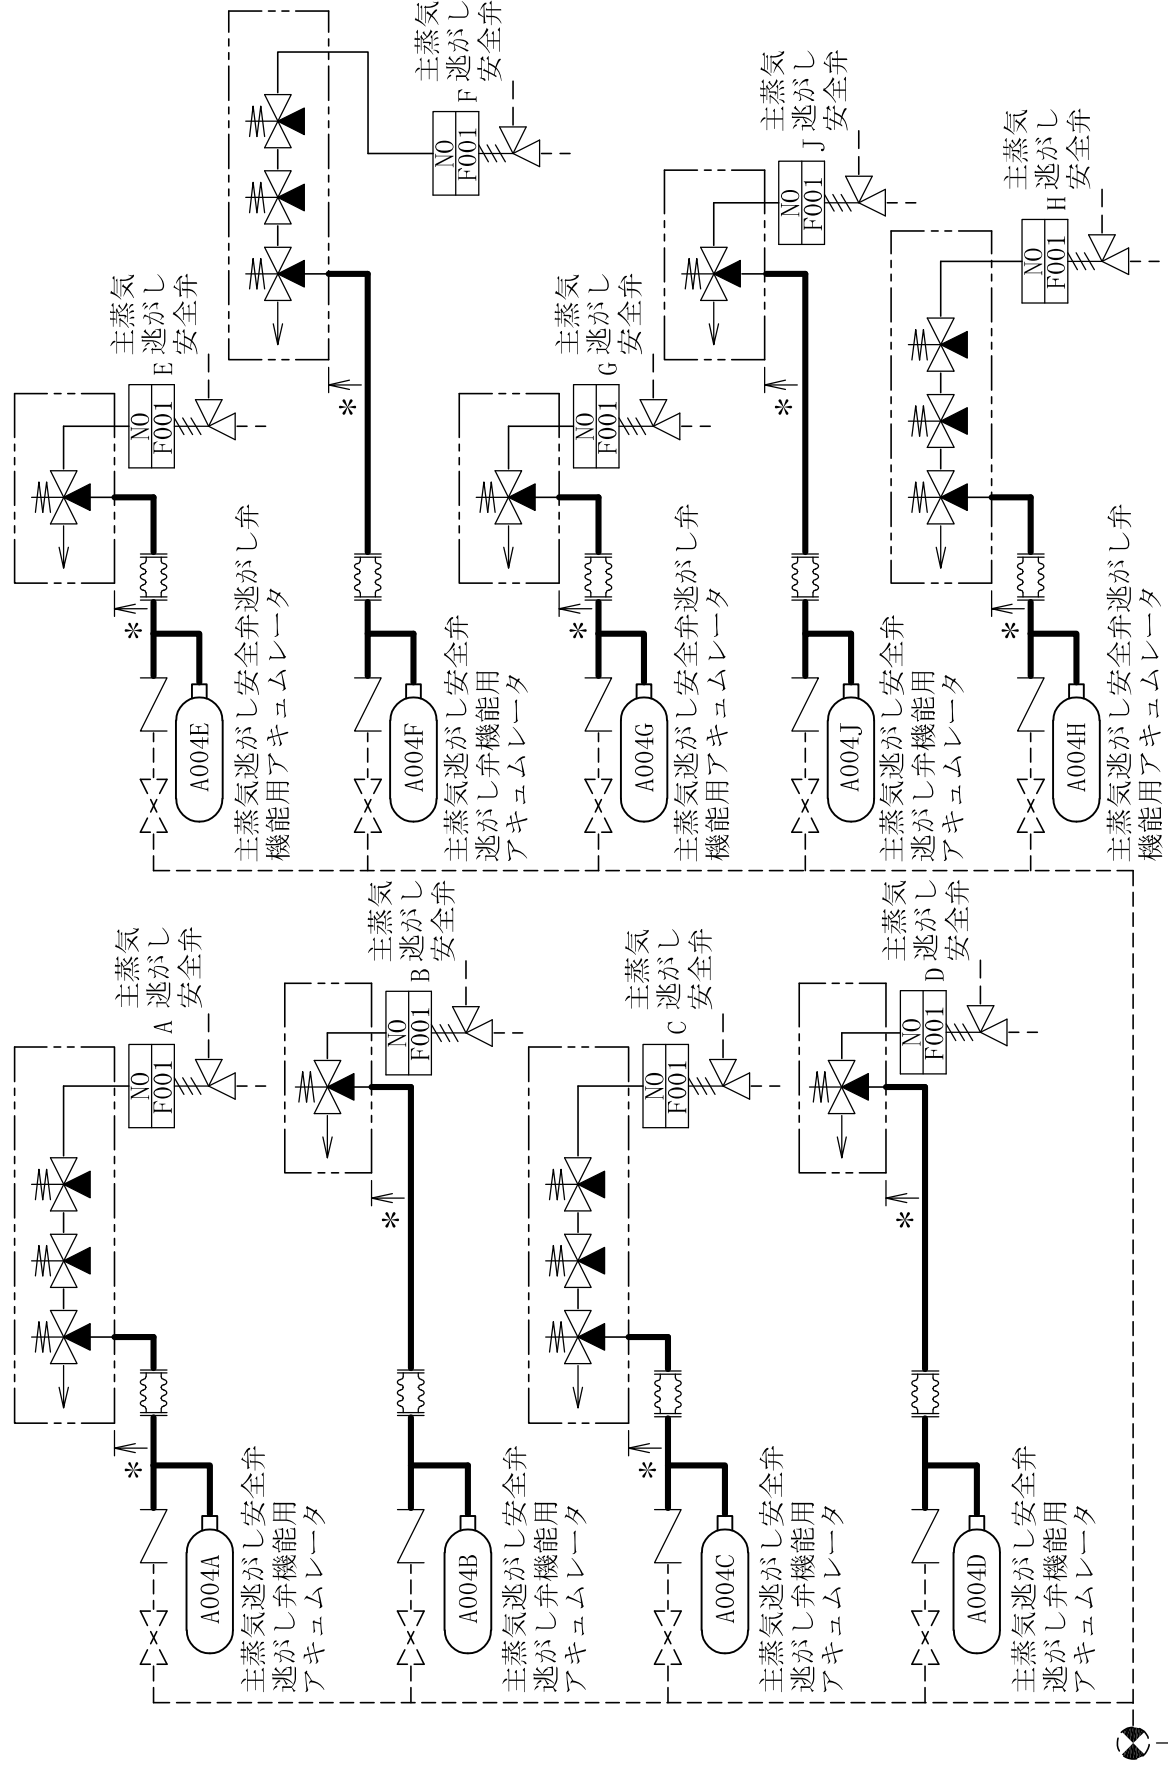 主蒸気
逃がし
安全弁
NO
F001
A
*
A004A
主蒸気逃がし安全弁
逃がし弁機能用
アキュムレータ
主蒸気
逃がし
安全弁
NO
F001
B
*
A004B
主蒸気逃がし安全弁
逃がし弁機能用
アキュムレータ
主蒸気
逃がし
安全弁
NO
F001
C
*
A004C
主蒸気逃がし安全弁
逃がし弁機能用
アキュムレータ
主蒸気
逃がし
安全弁
NO
F001
D
*
A004D
主蒸気逃がし安全弁
逃がし弁機能用
アキュムレータ
主蒸気
逃がし
安全弁
NO
F001
E
*
A004E
主蒸気逃がし安全弁逃がし弁
機能用アキュムレータ
主蒸気
逃がし
安全弁
NO
F001
F
*
A004F
主蒸気逃がし安全弁
逃がし弁機能用
アキュムレータ
主蒸気
逃がし
安全弁
NO
F001
G
*
A004G
主蒸気逃がし安全弁逃がし弁
機能用アキュムレータ
主蒸気
逃がし
安全弁
NO
F001
J
*
A004J
主蒸気逃がし安全弁
逃がし弁機能用
アキュムレータ
主蒸気
逃がし
安全弁
NO
F001
H
*
A004H
主蒸気逃がし安全弁逃がし弁
機能用アキュムレータ